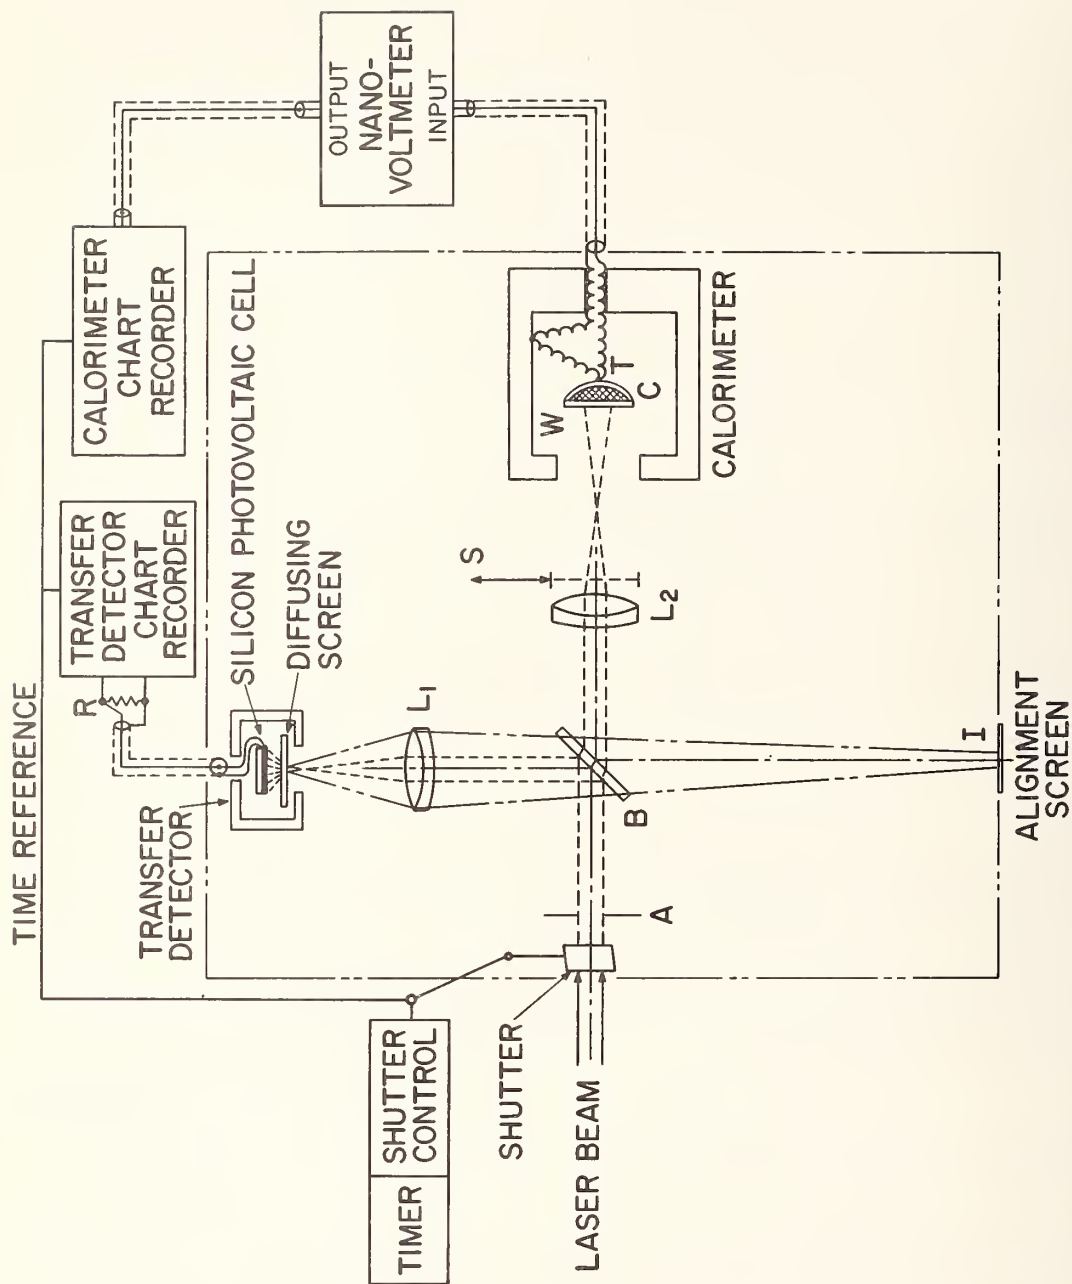 TIME REFERENCE
CALORIMETER
CHART
RECORDER
TRANSFER
DETECTOR
CHART
RECORDER
R
OUTPUT
NANO-
VOLTMETER
INPUT
TRANSFER
DETECTOR
SILICON PHOTOVOLTAIC CELL
DIFFUSING
SCREEN
L1
TIMER
SHUTTER
CONTROL
SHUTTER
LASER BEAM
A
B
S
L2
W
T
C
CALORIMETER
I
ALIGNMENT
SCREEN